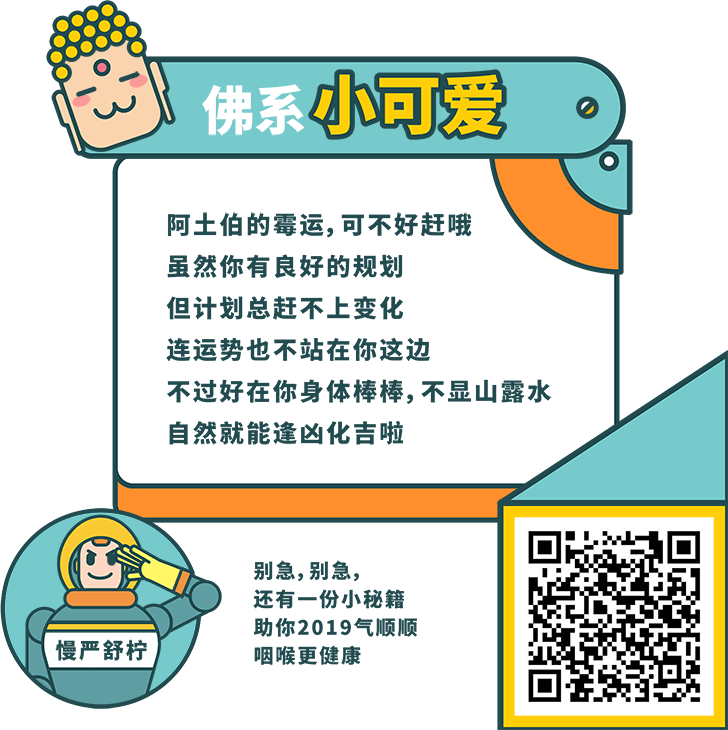 佛系小可爱
阿土伯的霉运，可不好赶哦
虽然你有良好的规划
但计划总赶不上变化
连运势也不站在你这边
不过好在你身体棒棒，不显山露水
自然就能逢凶化吉啦
别急，别急，
还有一份小秘籍
助你2019气顺顺
咽喉更健康
慢严舒柠